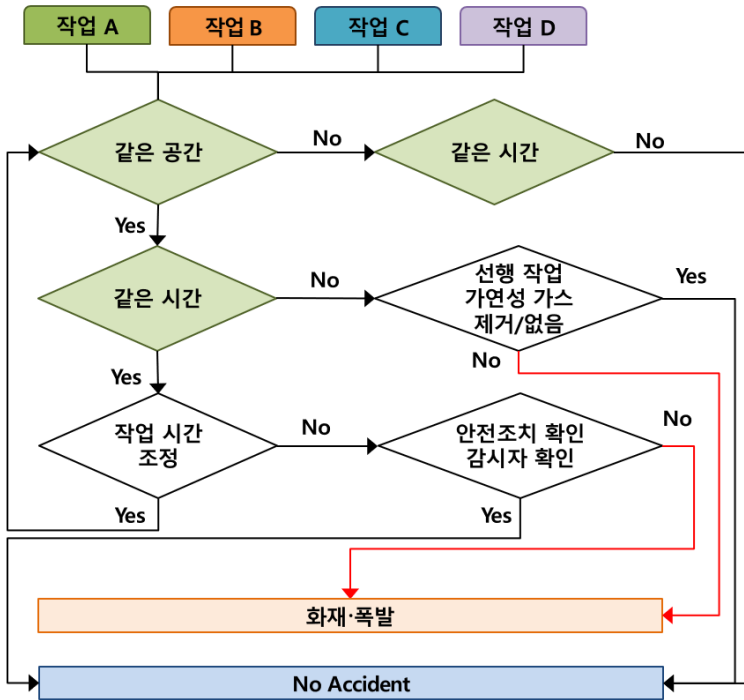 작업 A
작업 B
작업 C
작업 D
같은 공간
No
같은 시간
No
Yes
같은 시간
No
선행 작업
가연성 가스
제거/없음
Yes
No
Yes
작업 시간
조정
No
안전조치 확인
감시자 확인
No
Yes
Yes
화재·폭발
No Accident